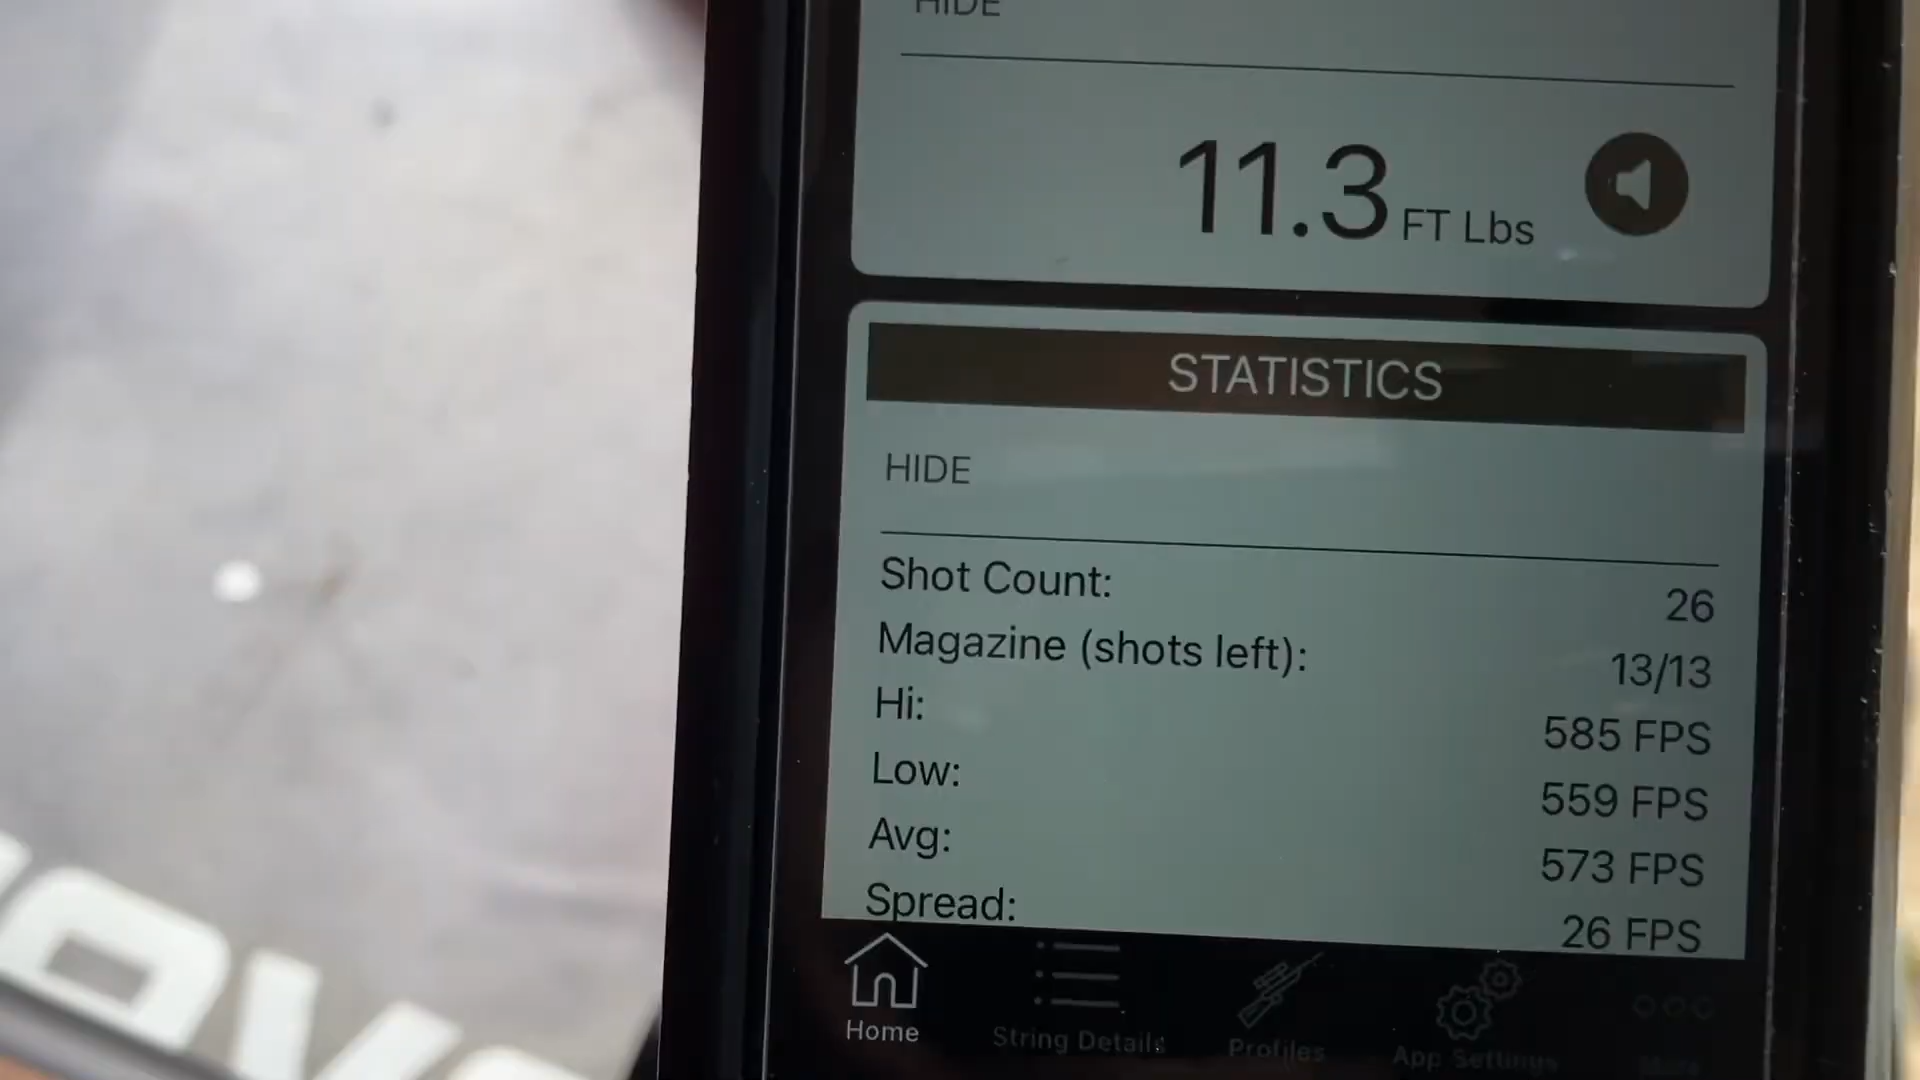 HIDE
11.3 FT Lbs
STATISTICS
HIDE
Shot Count: 26
Magazine (shots left): 13/13
Hi: 585 FPS
Low: 559 FPS
Avg: 573 FPS
Spread: 26 FPS
Home
String Details
Profiles
App Settings
More